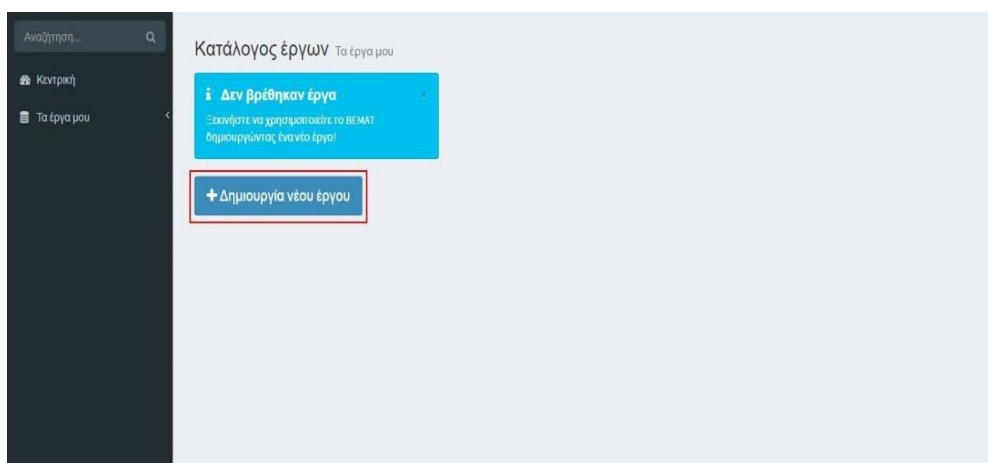 Αναζήτηση...
Κεντρική
Τα έργα μου
Κατάλογος έργων Τα έργα μου
Δεν βρέθηκαν έργα
Ξεκινήστε να χρησιμοποιείτε το BEMAT
δημιουργώντας ένα νέο έργο!
Δημιουργία νέου έργου